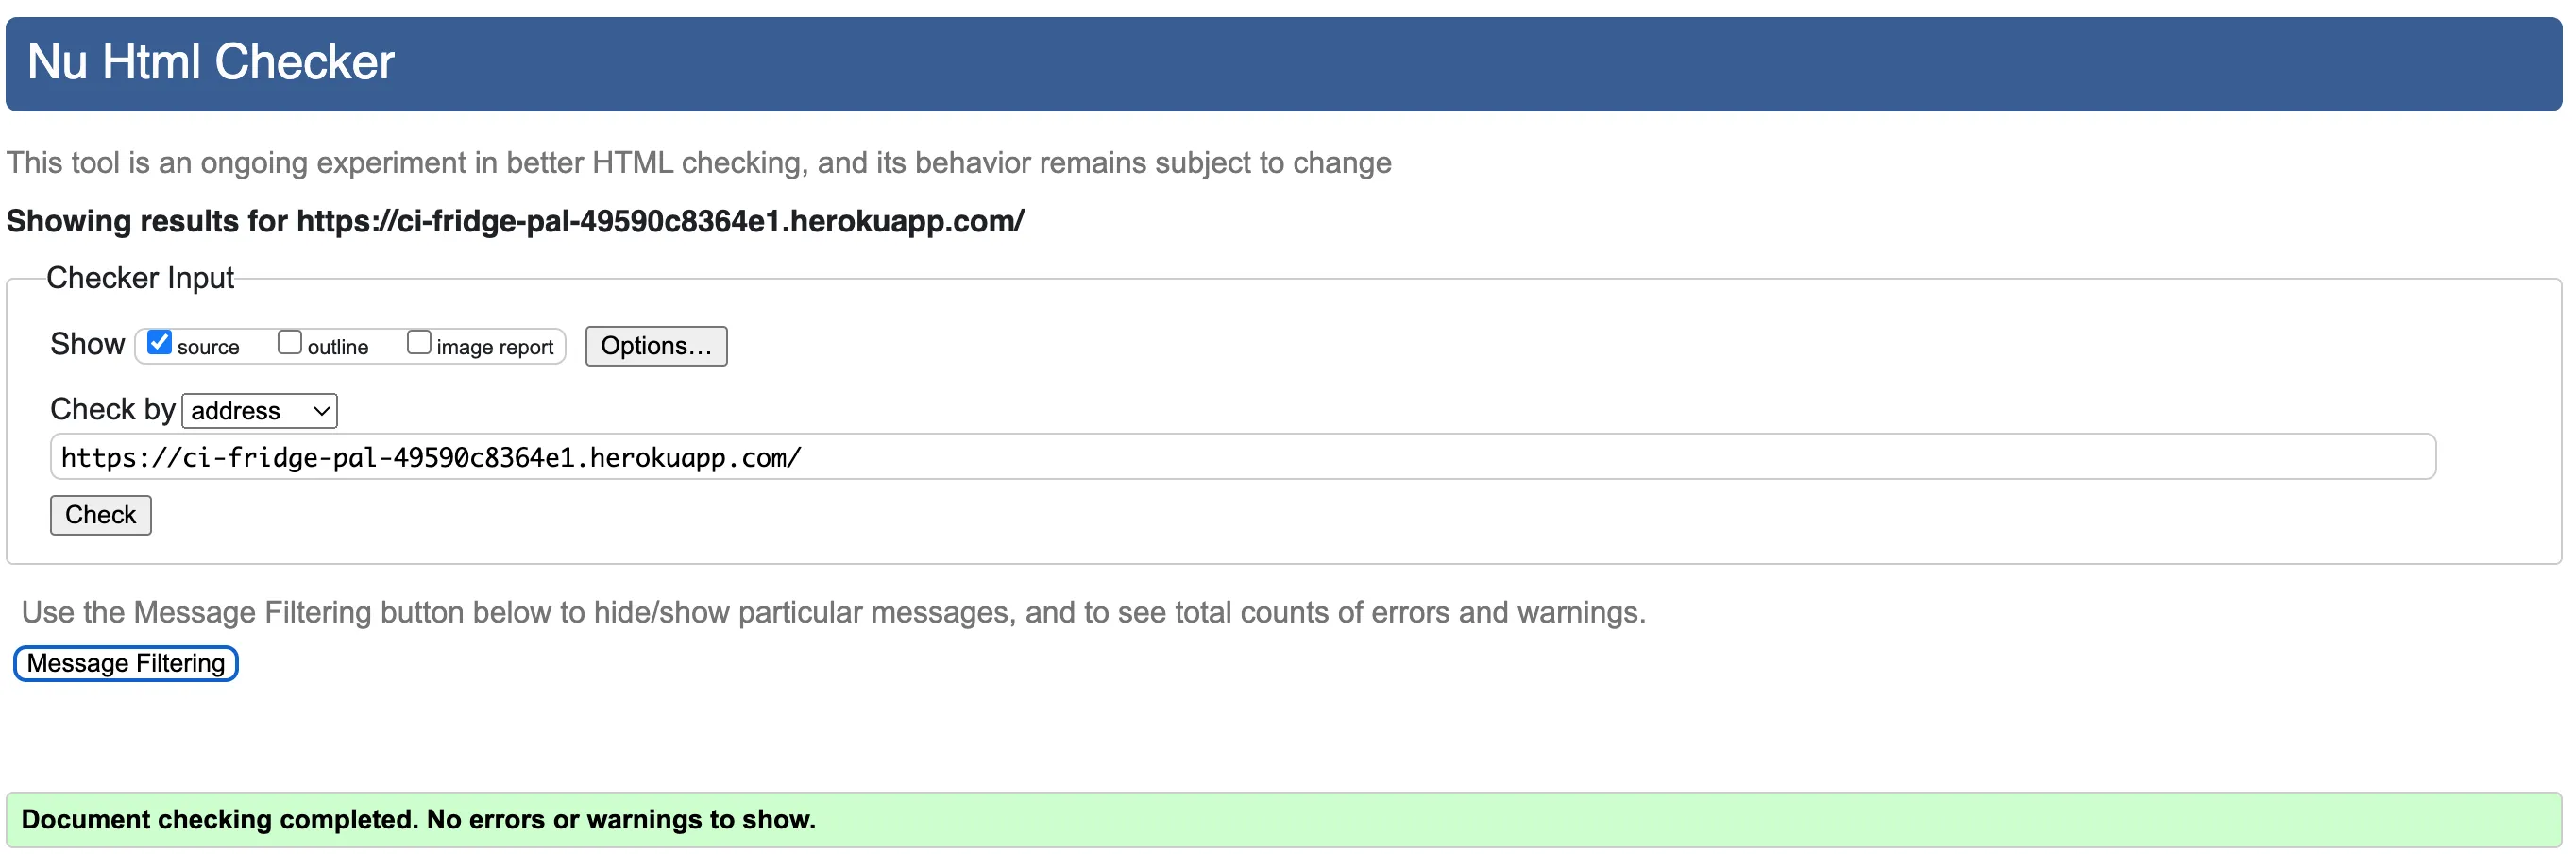 Nu Html Checker
This tool is an ongoing experiment in better HTML checking, and its behavior remains subject to change
Showing results for https://ci-fridge-pal-49590c8364e1.herokuapp.com/
Checker Input
Show source outline image report Options…
Check by address
https://ci-fridge-pal-49590c8364e1.herokuapp.com/
Check
Use the Message Filtering button below to hide/show particular messages, and to see total counts of errors and warnings.
Message Filtering
Document checking completed. No errors or warnings to show.